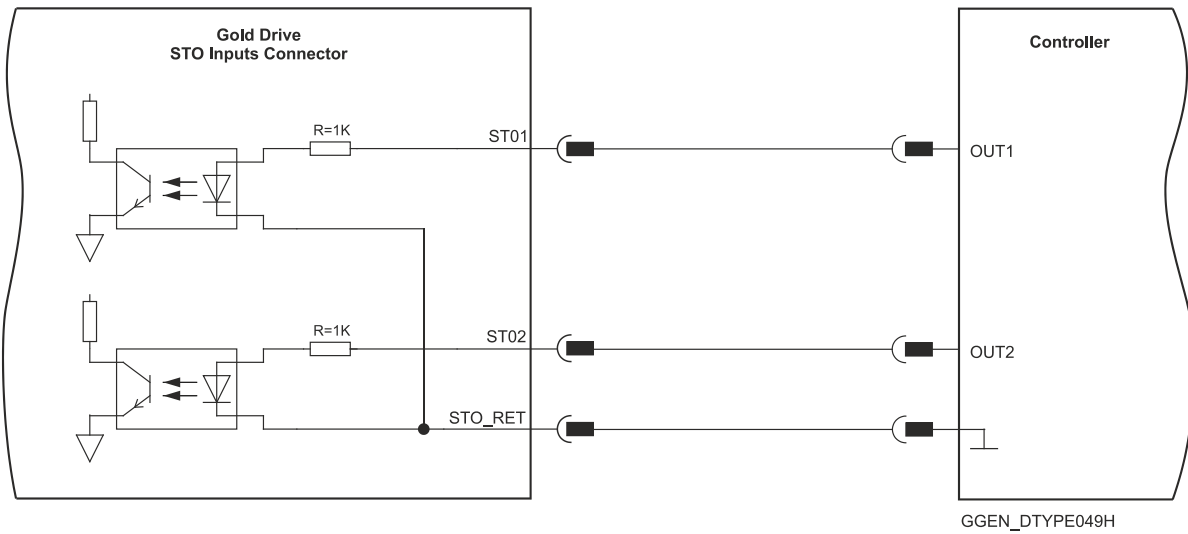 Gold Drive
STO Inputs Connector
Controller
R=1K
ST01
OUT1
R=1K
ST02
OUT2
STO_RET
GGEN_DTYPE049H